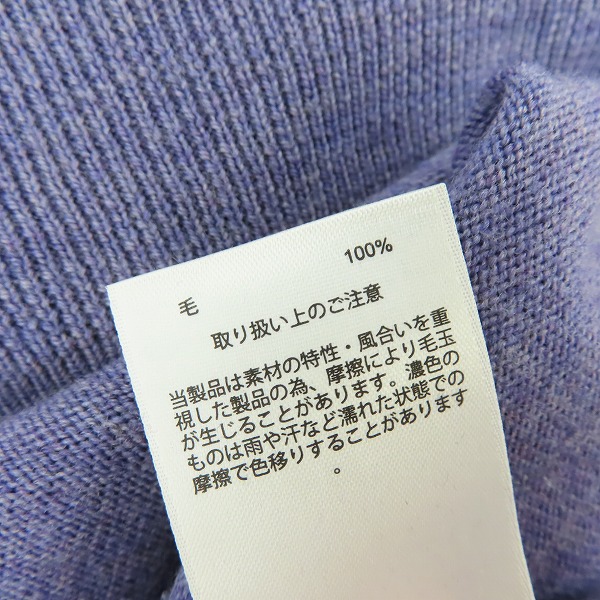 毛 100%
取り扱い上のご注意
当製品は素材の特性・風合いを重
視した製品の為、摩擦により毛玉
が生じることがあります。濃色の
ものは雨や汗など濡れた状態での
摩擦で色移りすることがあります
。